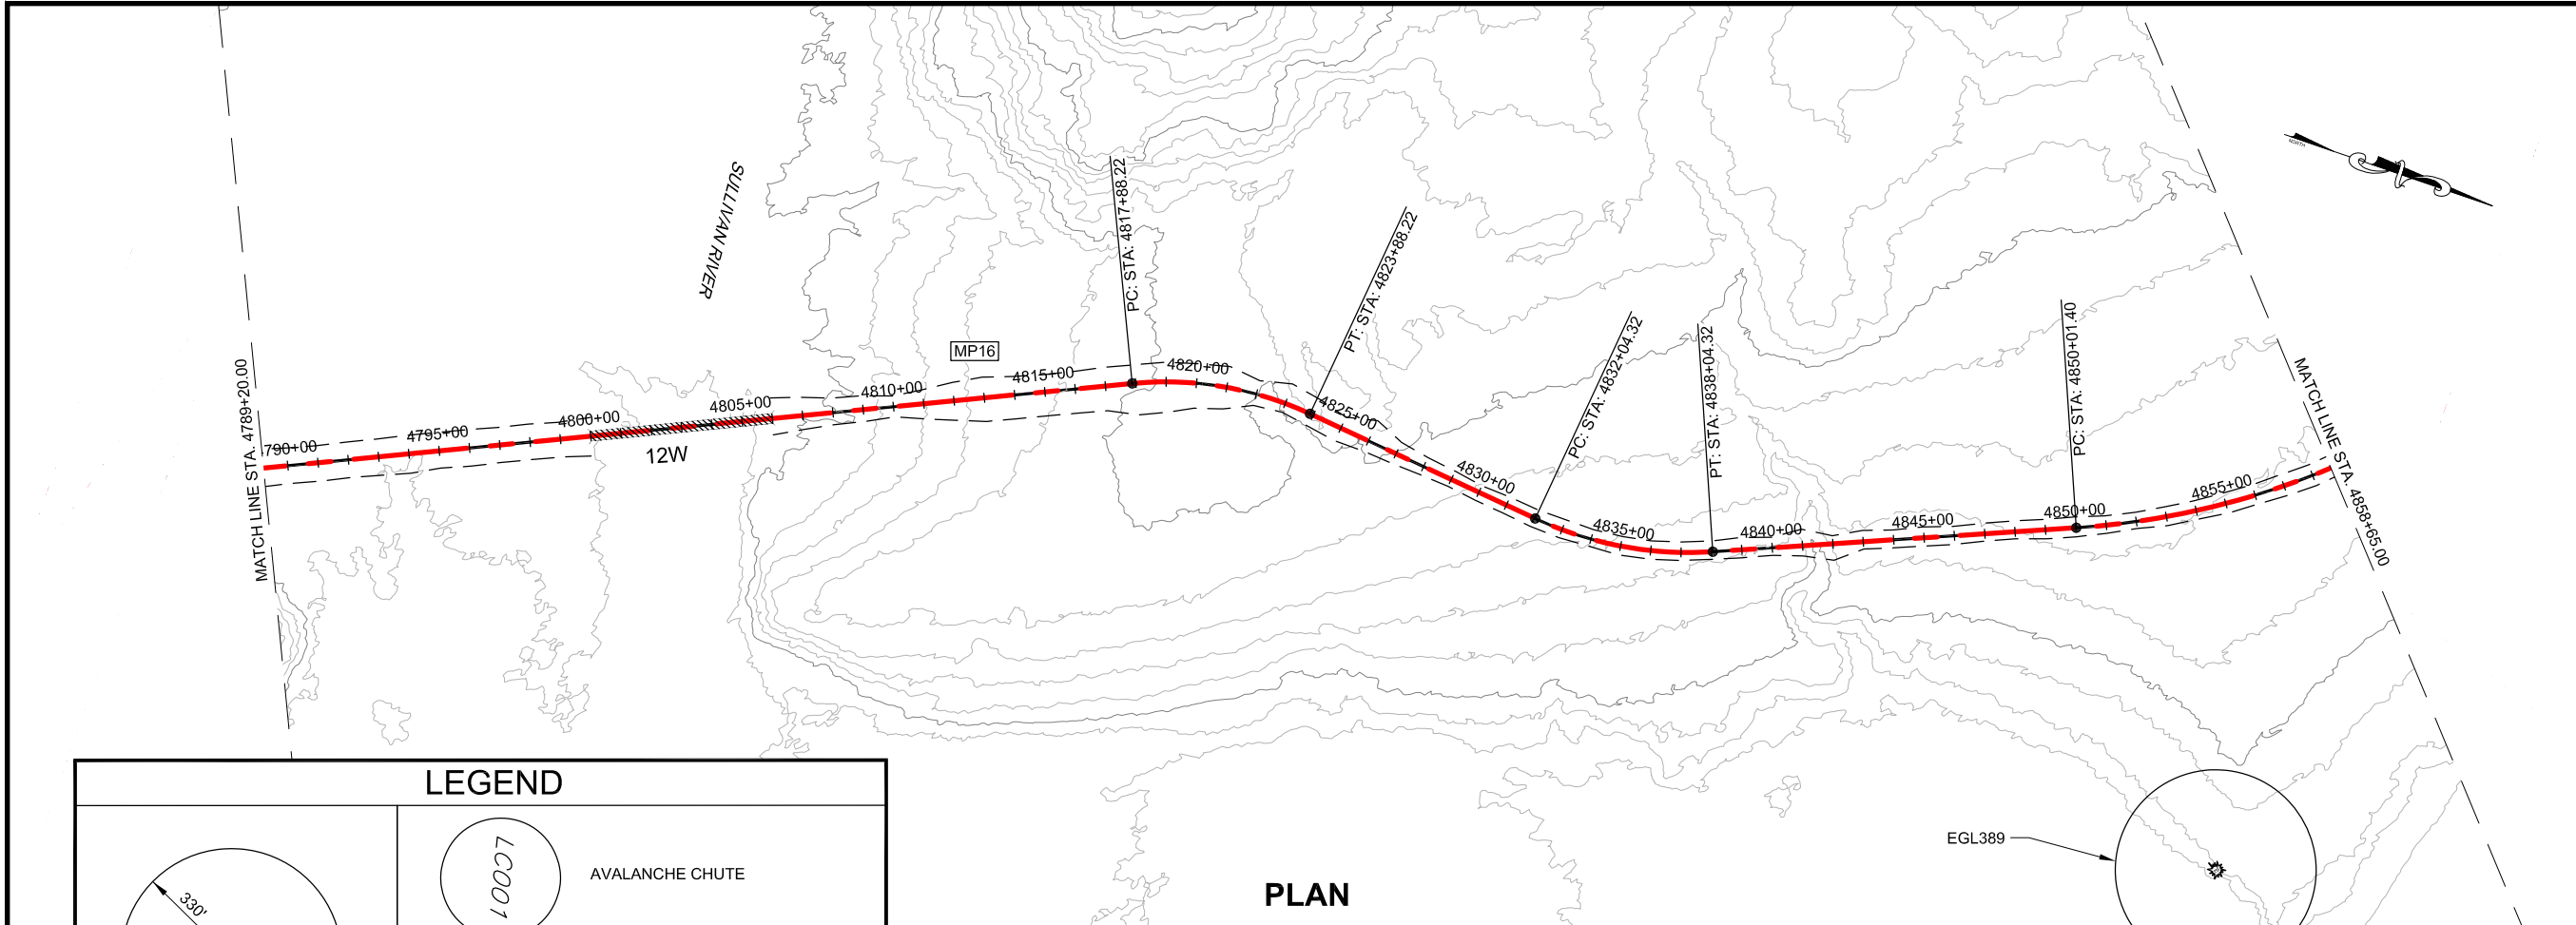 NORTH
SULLIVAN RIVER
PC: STA: 4817+88.22
PT: STA: 4823+88.22
PC: STA: 4832+04.32
PT: STA: 4838+04.32
PC: STA: 4850+01.40
MATCH LINE STA. 4789+20.00
MATCH LINE STA. 4858+65.00
MP16
790+00
4795+00
4800+00
4805+00
4810+00
4815+00
4820+00
4825+00
4830+00
4835+00
4840+00
4845+00
4850+00
4855+00
12W
LEGEND
330'
LC001
AVALANCHE CHUTE
PLAN
EGL389